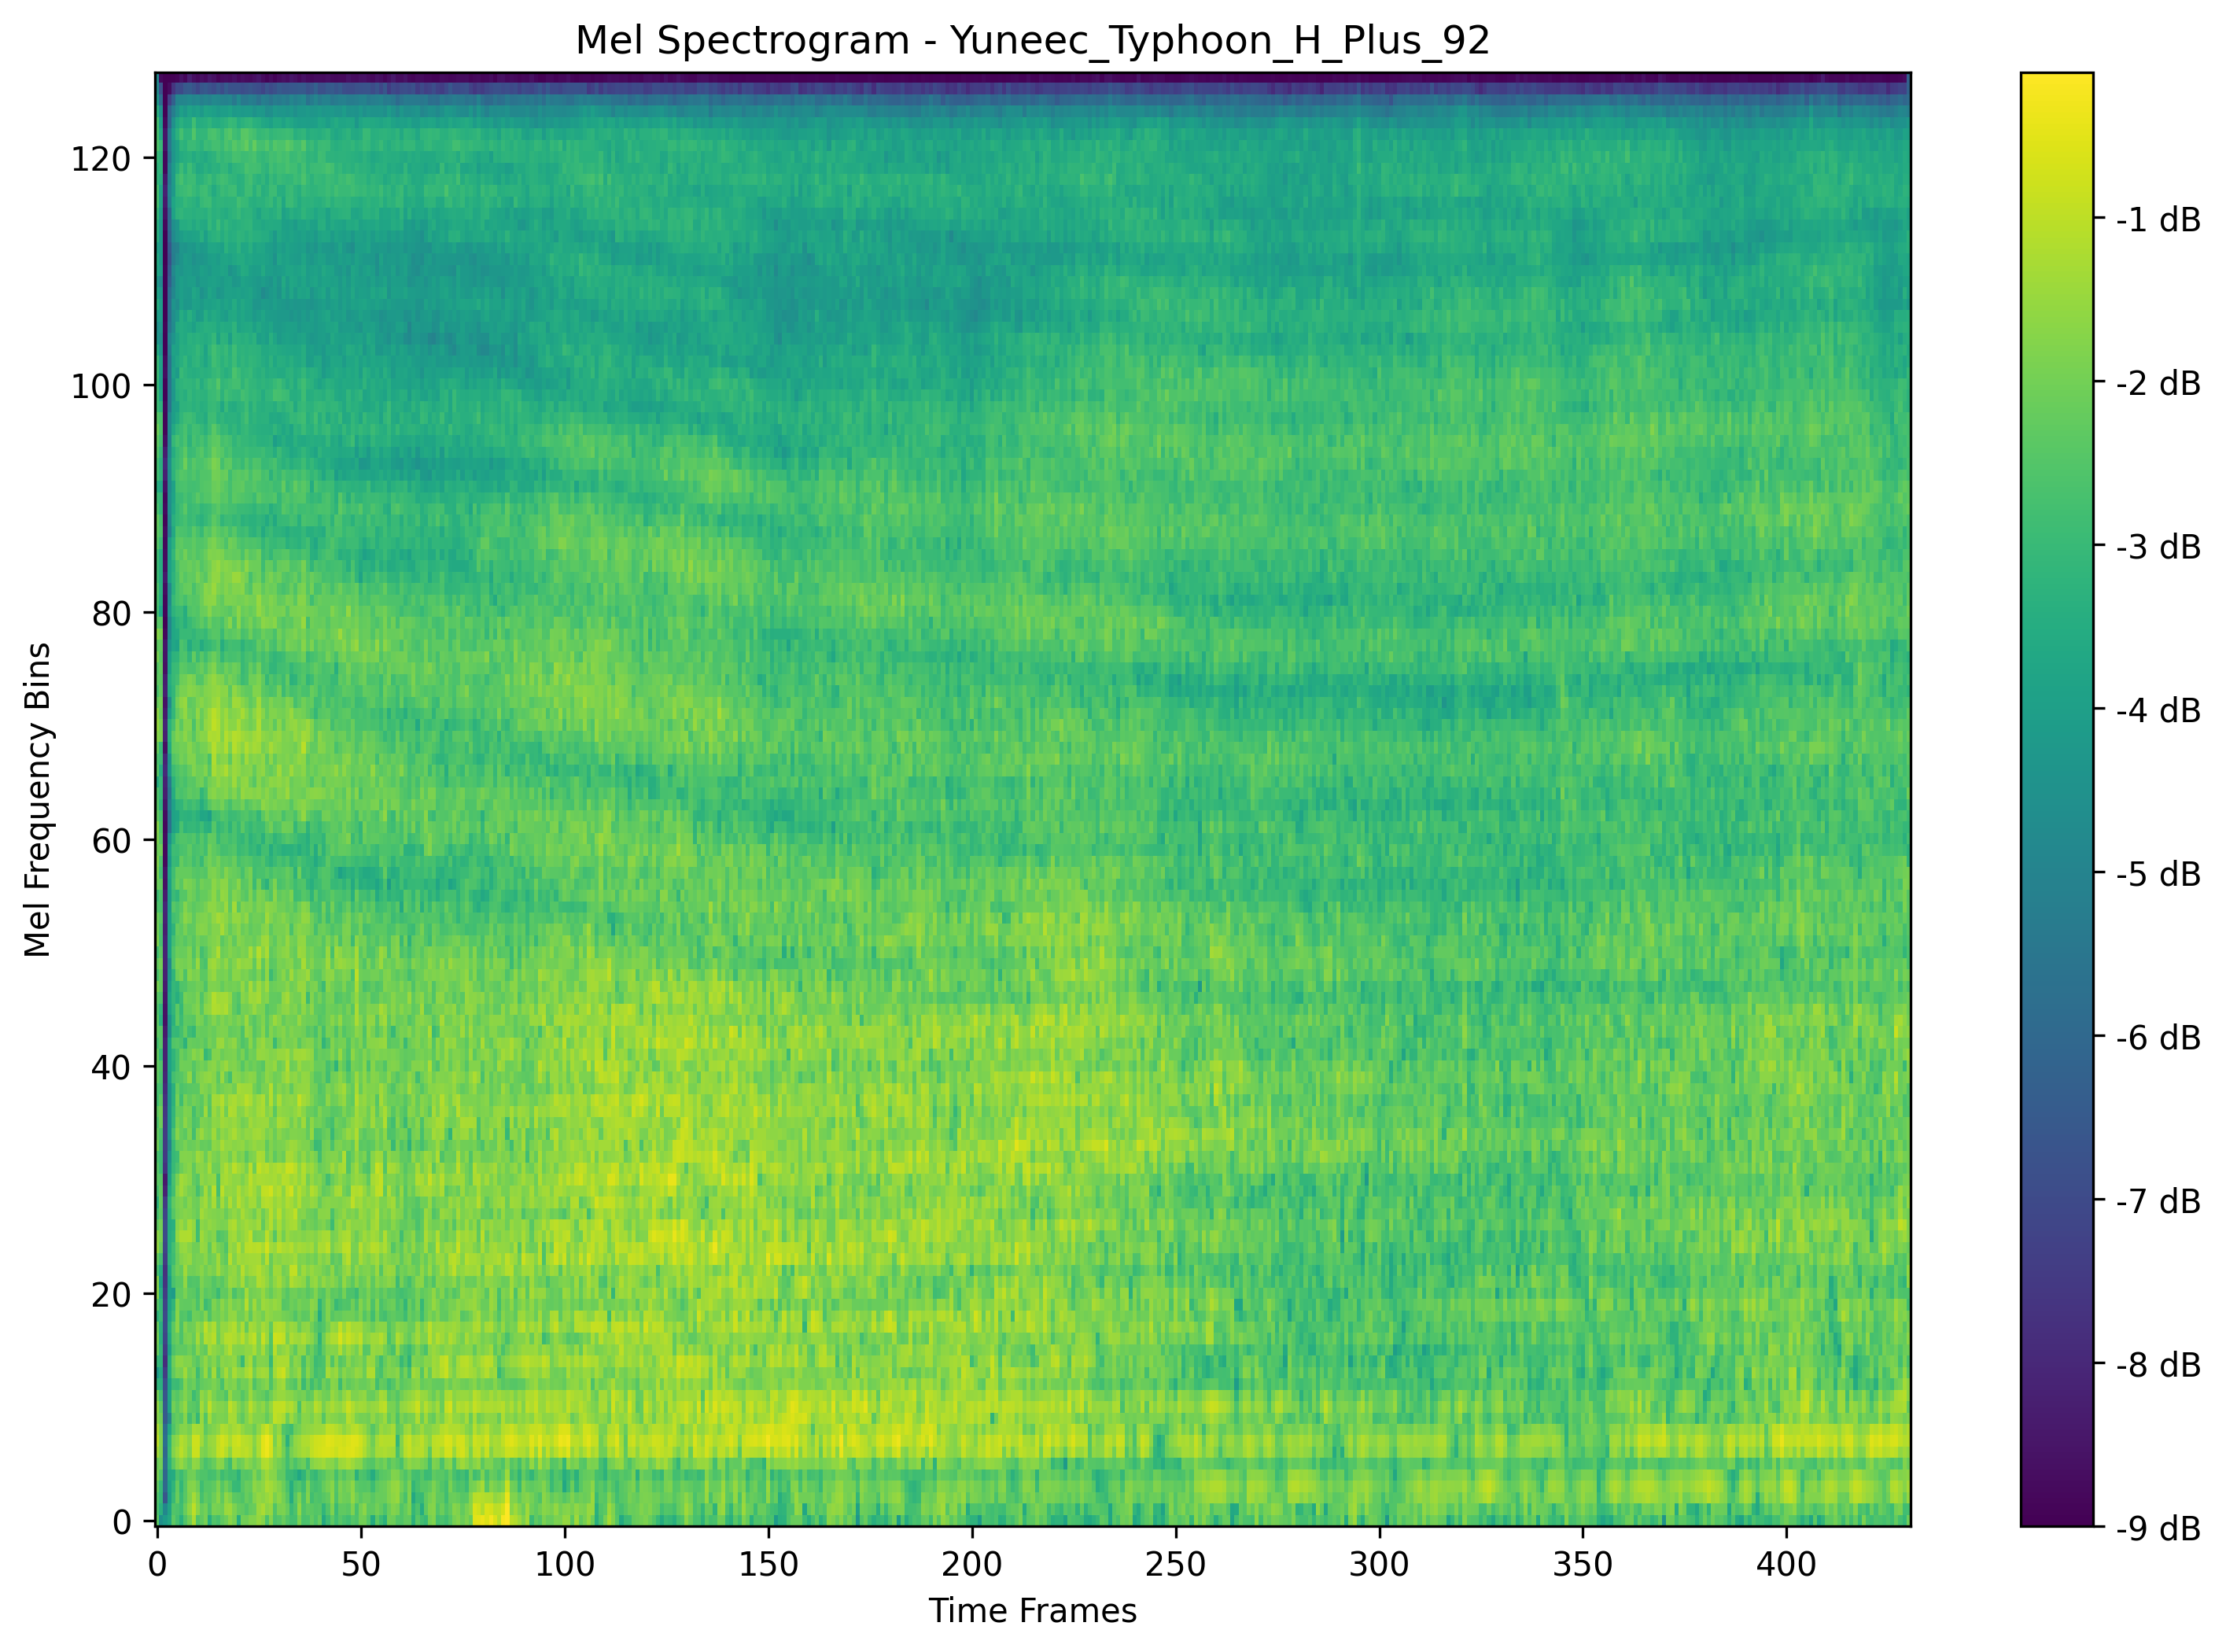 Mel Spectrogram - Yuneec_Typhoon_H_Plus_92
Mel Frequency Bins
120
100
80
60
40
20
0
0 50 100 150 200 250 300 350 400
Time Frames
-1 dB
-2 dB
-3 dB
-4 dB
-5 dB
-6 dB
-7 dB
-8 dB
-9 dB